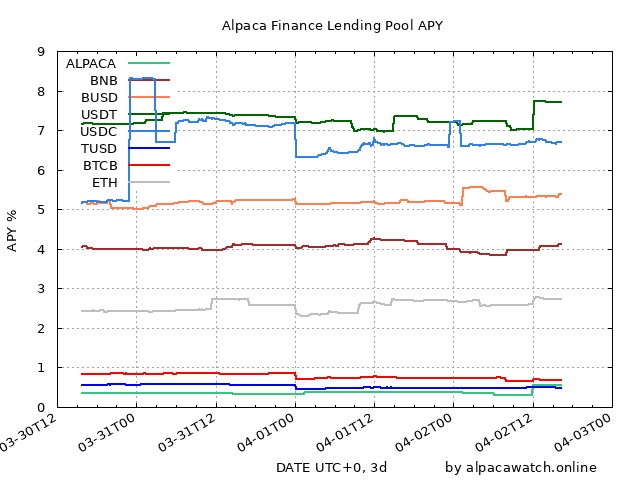 Alpaca Finance Lending Pool APY
9
8
7
6
5
4
3
2
1
0
APY %
ALPACA
BNB
BUSD
USDT
USDC
TUSD
BTCB
ETH
03-30T12
03-31T00
03-31T12
04-01T00
04-01T12
04-02T00
04-02T12
04-03T00
DATE UTC+0, 3d
by alpacawatch.online